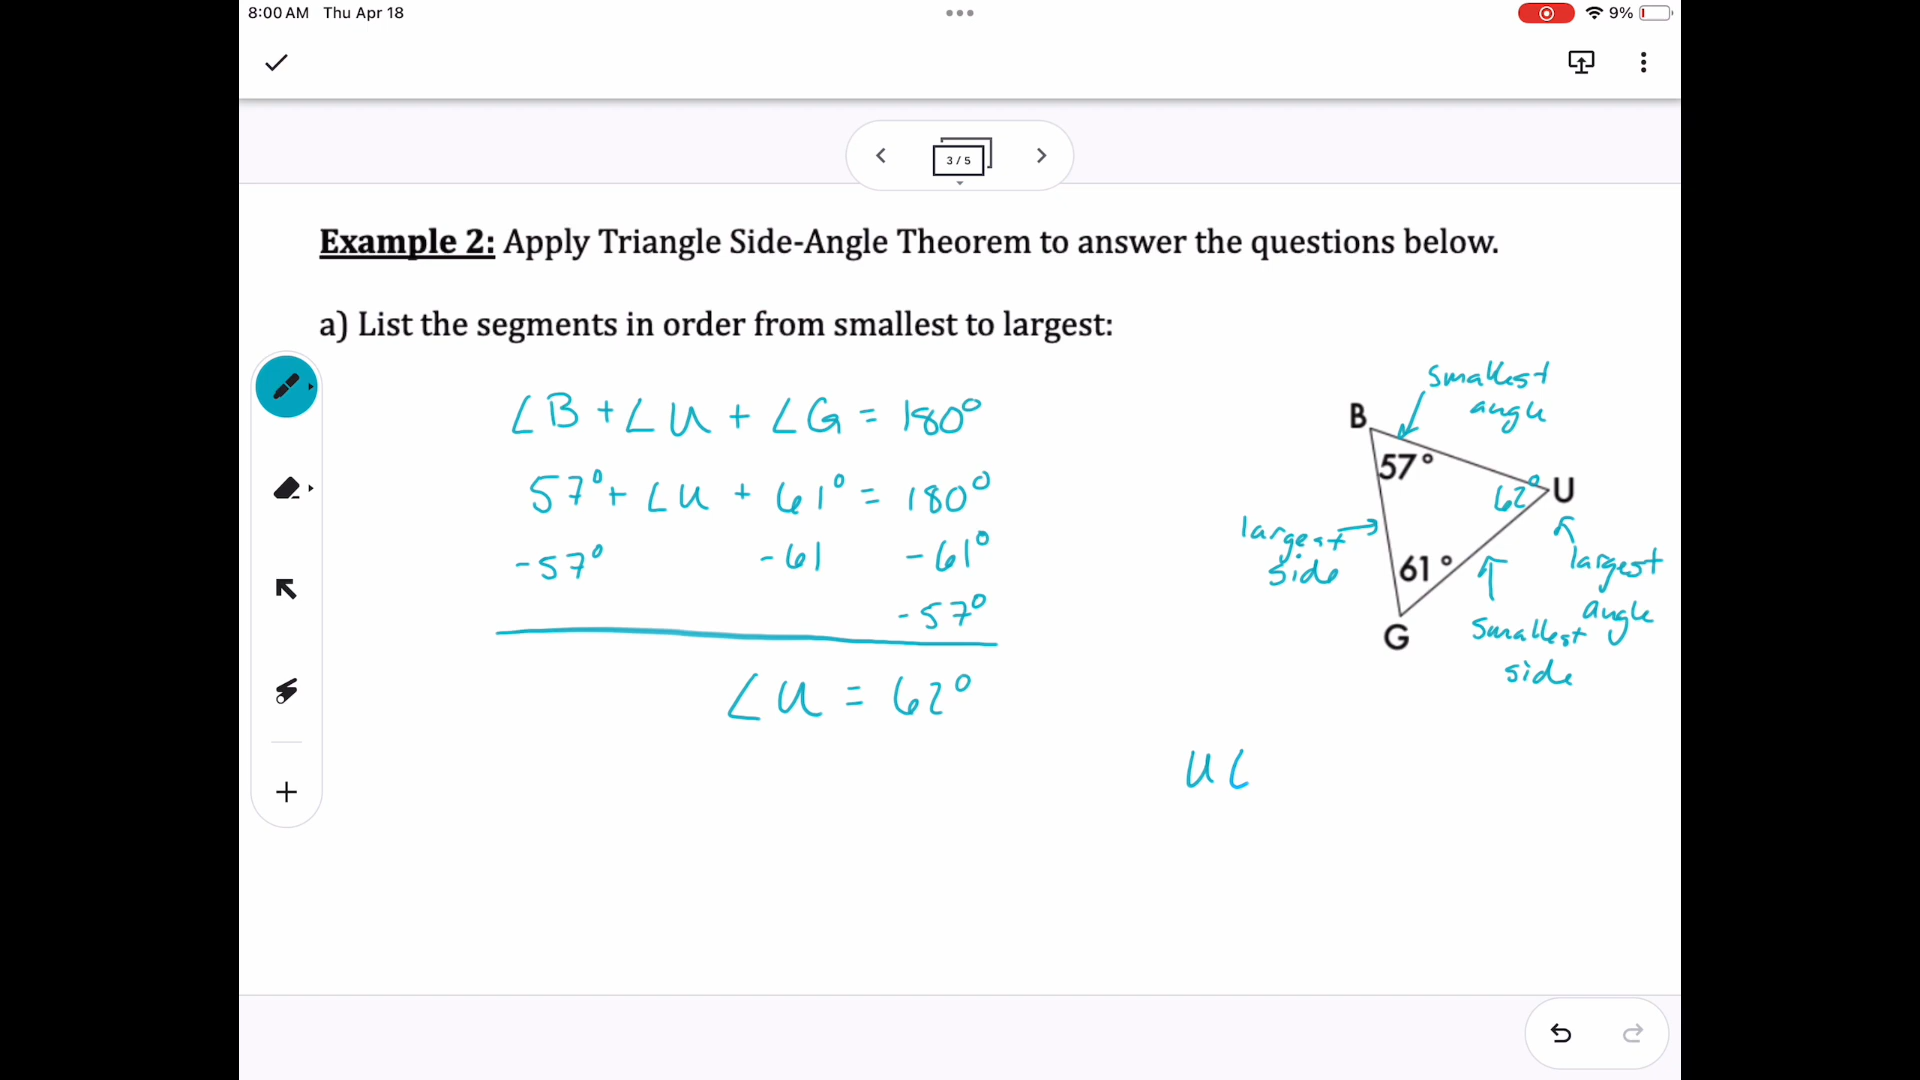 8:00 AM Thu Apr 18
9%
3 / 5
Example 2: Apply Triangle Side-Angle Theorem to answer the questions below.
a) List the segments in order from smallest to largest:
∠B + ∠U + ∠G = 180°
57° + ∠U + 61° = 180°
-57° -61 -61°
-57°
∠U = 62°
smallest
angle
B
57°
62°
U
largest
side
61°
largest
angle
G
smallest
side
U